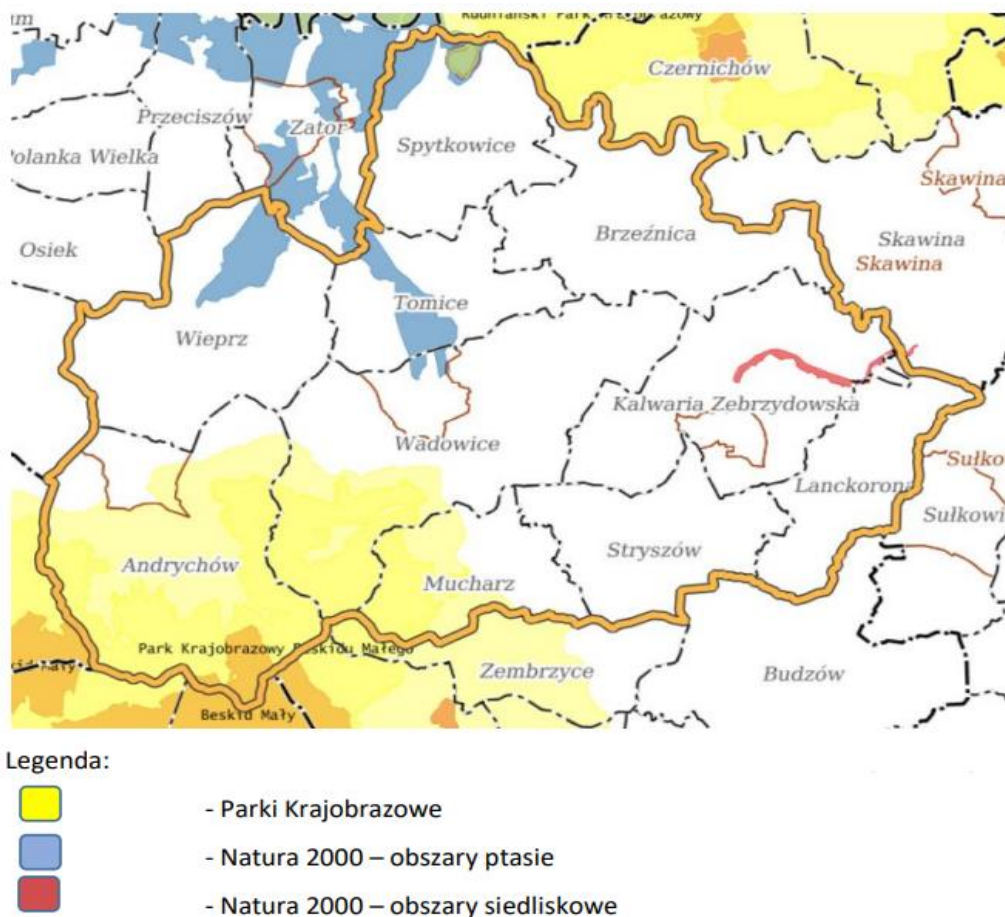 Czernichów
Przeciszów
Zator
Spytkowice
Polanka Wielka
Skawina
Brzeźnica
Skawina
Osiek
Skawina
Tomice
Wieprz
Kalwaria Zebrzydowska
Wadowice
Sułko
Lanckorona
Sułkowi
Stryszów
Andrychów
Mucharz
Park Krajobrazowy Beskidu Małego
Zembrzyce
Budzów
Beskid Mały
Legenda:
- Parki Krajobrazowe
- Natura 2000 – obszary ptasie
- Natura 2000 – obszary siedliskowe